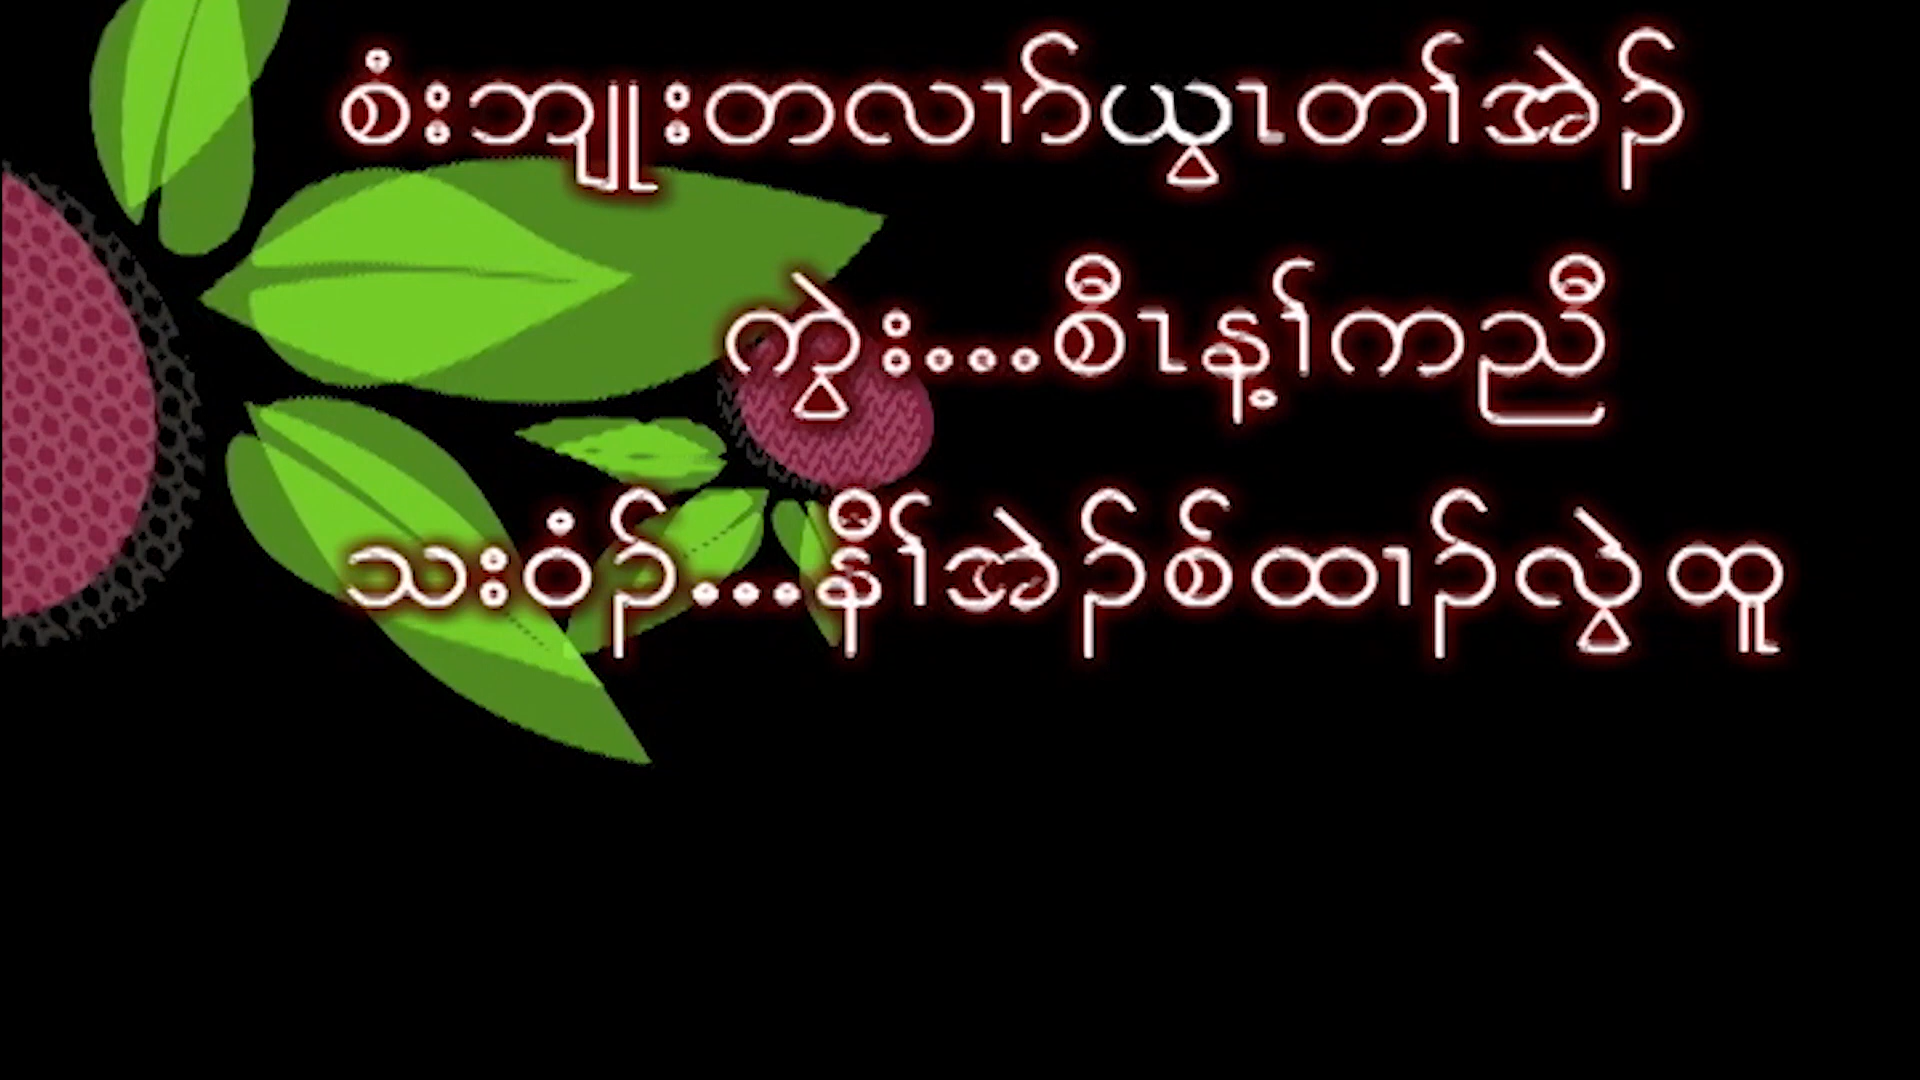 စံးဘျုးတလၢာ်ယွၤတၢ်အဲၣ်
ကွဲး...စီၤန့ၢ်ကညီ
သးဝံၣ်...နီၢ်အဲၣ်စ်ထၢၣ်လွဲထူ